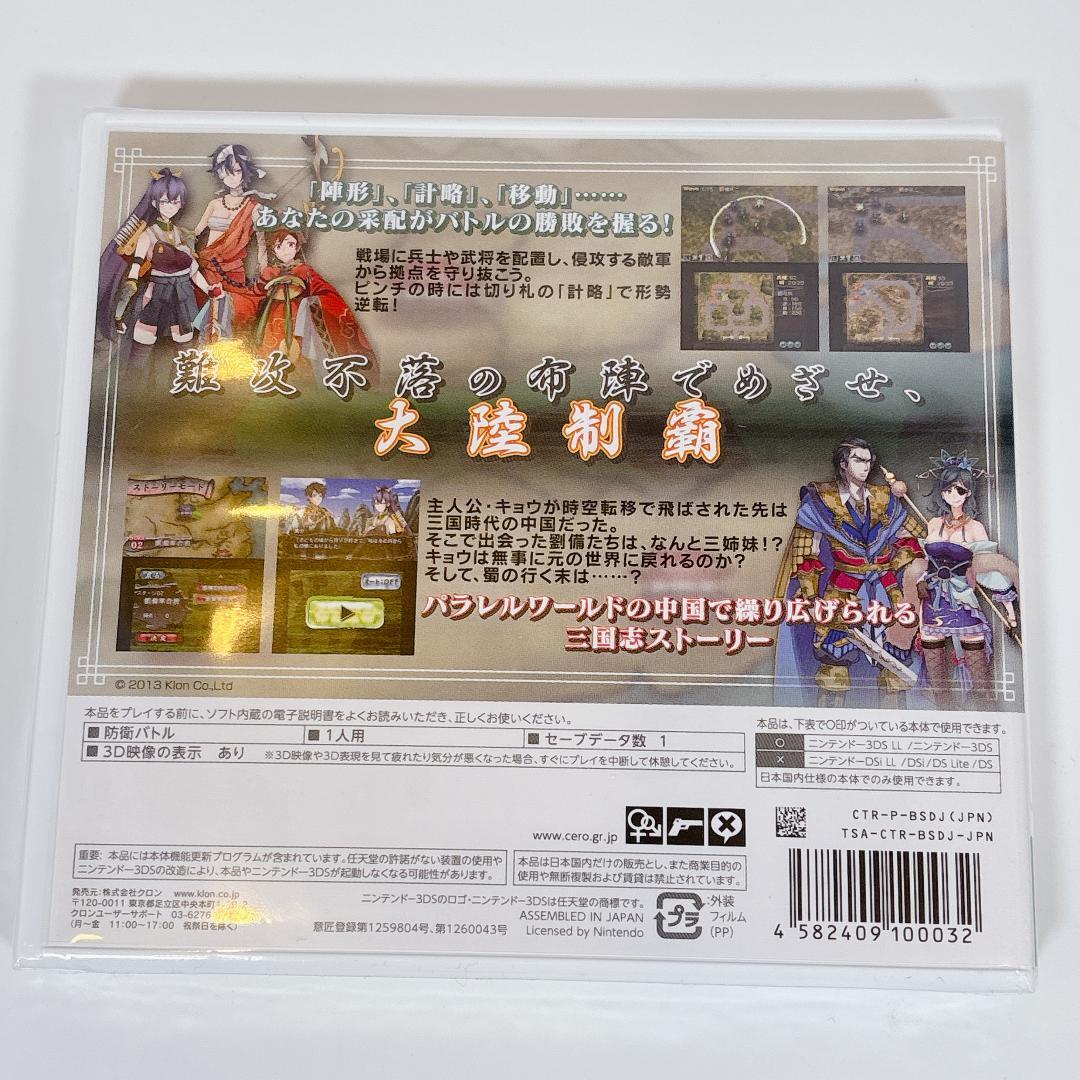 「陣形」、「計略」、「移動」……
あなたの采配がバトルの勝敗を握る！
戦場に兵士や武将を配置し、侵攻する敵軍
から拠点を守り抜こう。
ピンチの時には切り札の「計略」で形勢
逆転！
難攻不落の布陣でめざせ、
大陸制覇
ストーリーモード
02
戻る
決定
オート:OFF
主人公・キョウが時空転移で飛ばされた先は
三国時代の中国だった。
そこで出会った劉備たちは、なんと三姉妹！？
キョウは無事に元の世界に戻れるのか？
そして、蜀の行く末は……？
パラレルワールドの中国で繰り広げられる
三国志ストーリー
© 2013 Klon Co.,Ltd
本品をプレイする前に、ソフト内蔵の電子説明書をよくお読みいただき、正しくお使いください。
■防衛バトル ■1人用 ■セーブデータ数 1
■3D映像の表示 あり ※3D映像や3D表現を見て疲れたり気分が悪くなった場合、すぐにプレイを中断して休憩してください。
本品は、下表で○印がついている本体で使用できます。
○ ニンテンドー3DS LL /ニンテンドー3DS
× ニンテンドーDSi LL /DSi/DS Lite /DS
日本国内仕様の本体でのみ使用できます。
www.cero.gr.jp
CTR-P-BSDJ(JPN)
TSA-CTR-BSDJ-JPN
重要: 本品には本体機能更新プログラムが含まれています。任天堂の許諾がない装置の使用や
ニンテンドー3DSの改造により、本品やニンテンドー3DSが起動しなくなる可能性があります。
本品は日本国内だけの販売とし、また商業目的の
使用や無断複製および賃貸は禁止されています。
発売元: 株式会社クロン www.klon.co.jp
〒120-0011 東京都足立区中央本町
クロンユーザーサポート 03-6276
(月～金 11:00～17:00 祝祭日を除く)
ニンテンドー3DSのロゴ・ニンテンドー3DSは任天堂の商標です。
ASSEMBLED IN JAPAN
意匠登録第1259804号、第1260043号 Licensed by Nintendo
プラ
:外装
フィルム
(PP)
4 582409 100032